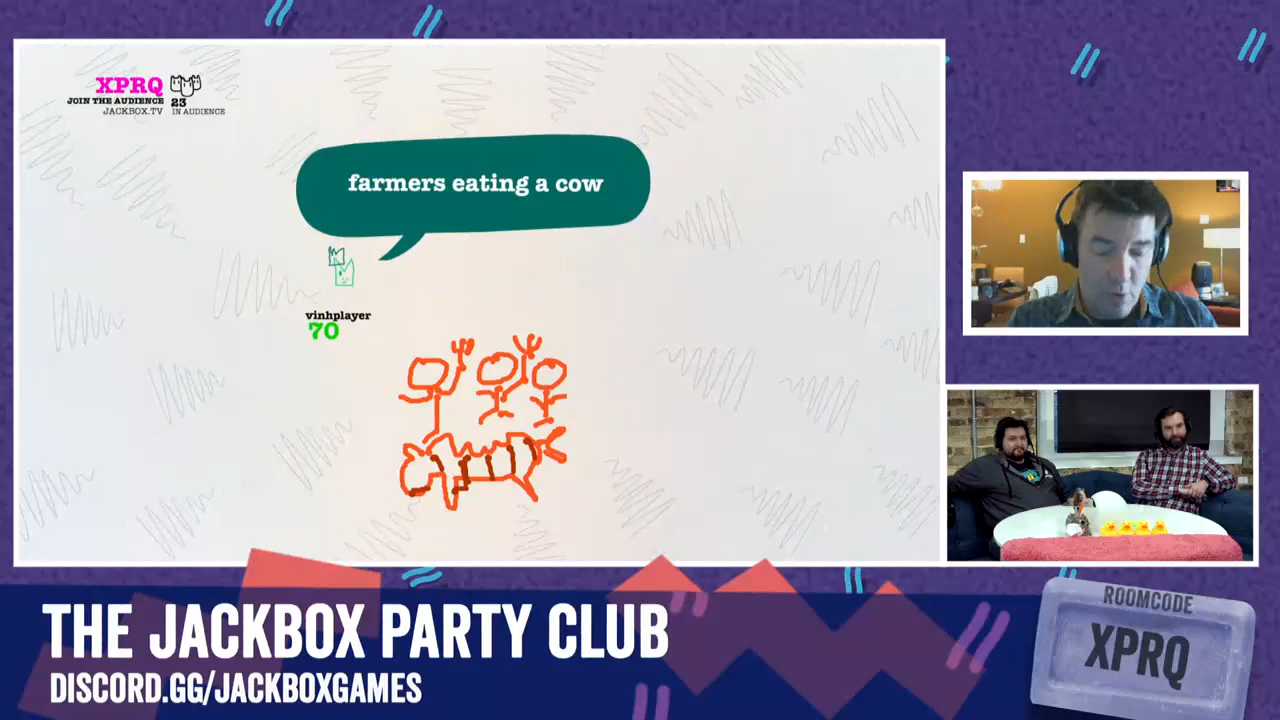 XPRQ
JOIN THE AUDIENCE
JACKBOX.TV
23
IN AUDIENCE
farmers eating a cow
vinhplayer
70
THE JACKBOX PARTY CLUB
DISCORD.GG/JACKBOXGAMES
ROOMCODE
XPRQ